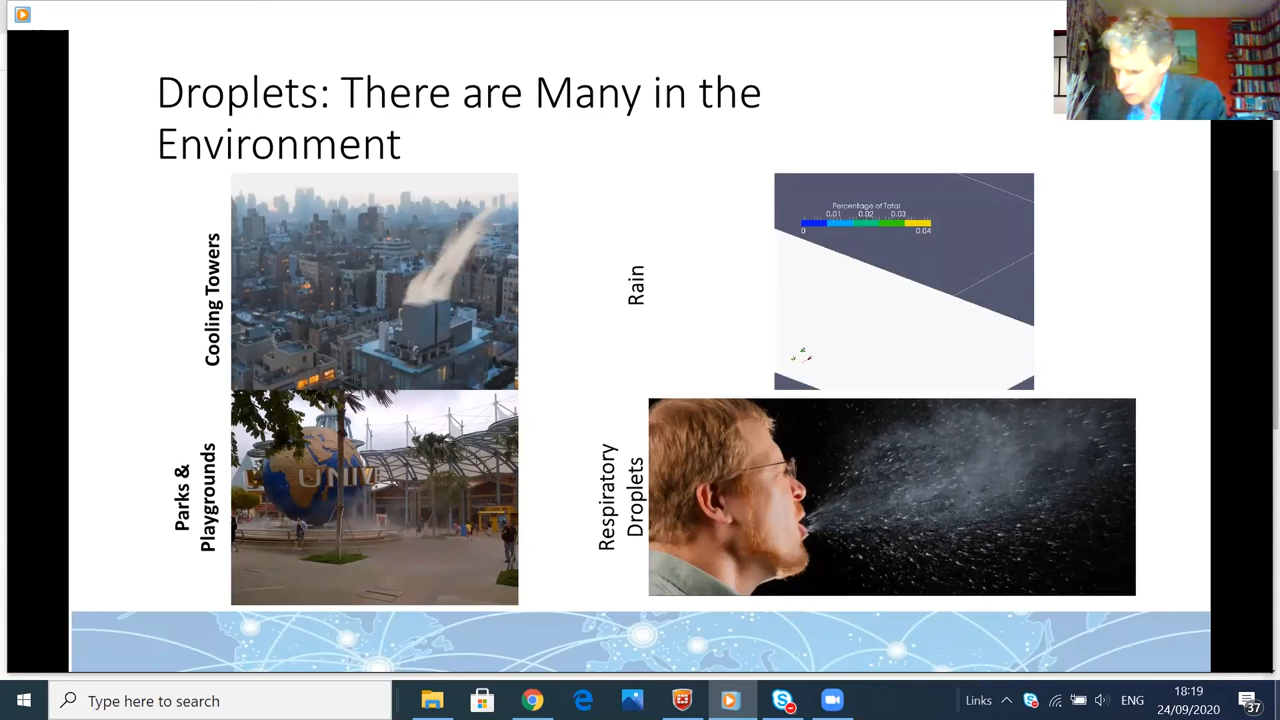 Droplets: There are Many in the
Environment
Cooling Towers
Rain
Percentage of Total
0.01 0.02 0.03
0 0.04
Parks &
Playgrounds
UNIV
Respiratory
Droplets
Type here to search
Links
ENG
18:19
24/09/2020
37